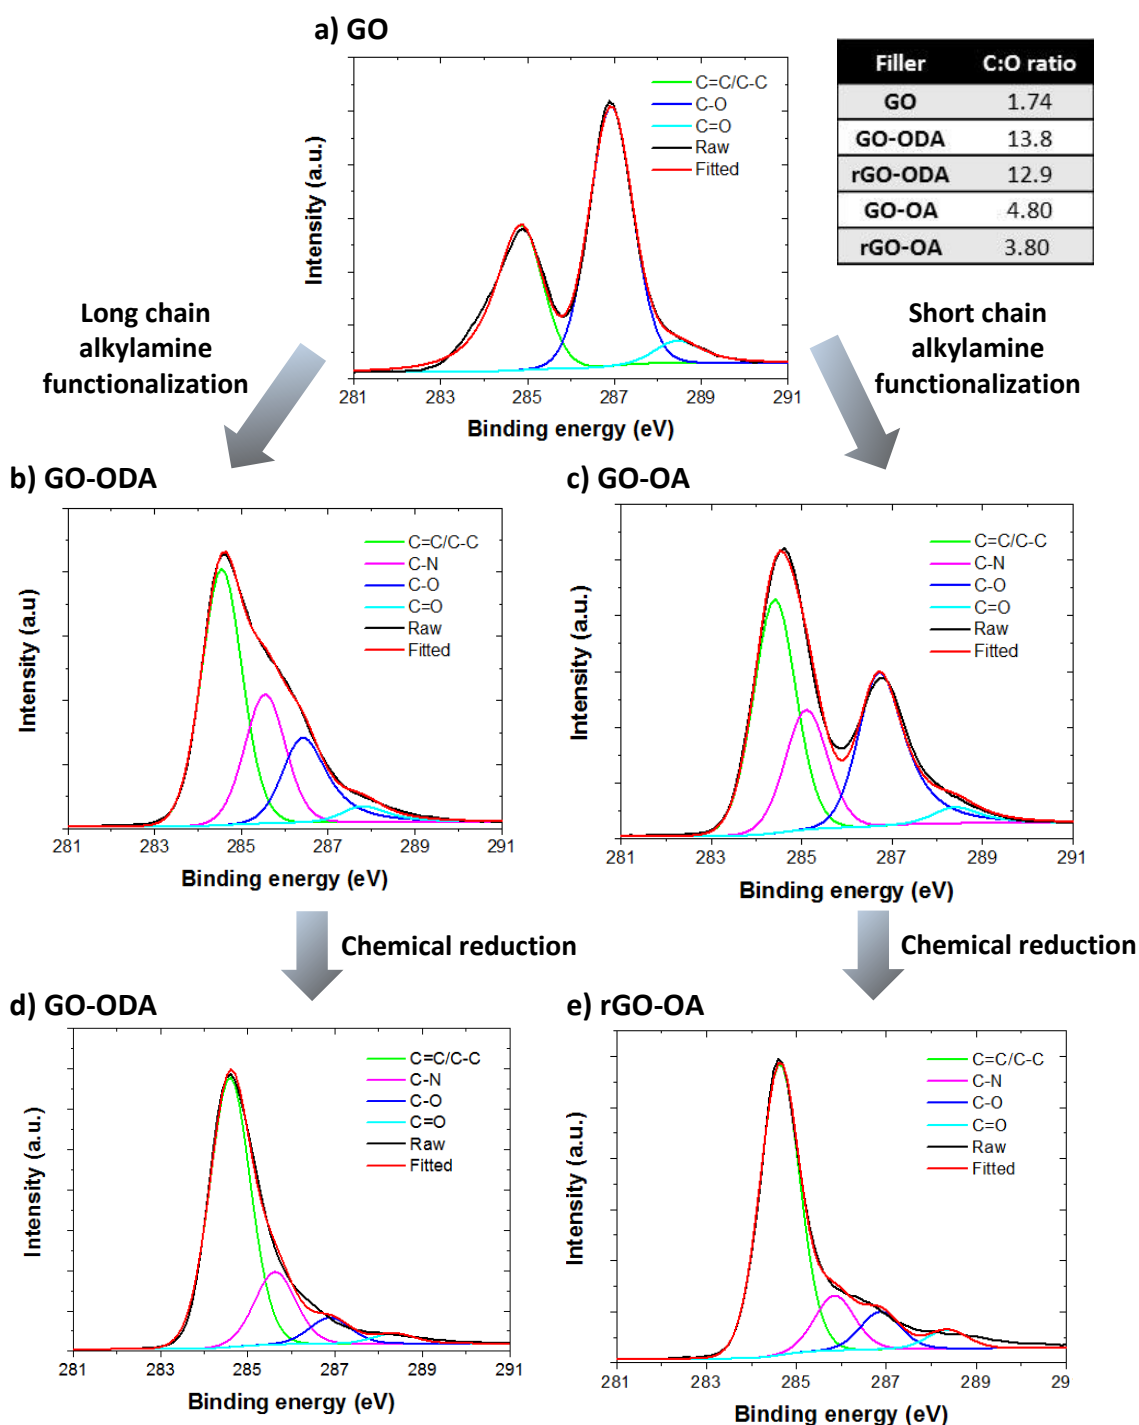 a) GO
Intensity (a.u.)
C=C/C-C
C-O
C=O
Raw
Fitted
281 283 285 287 289 291
Binding energy (eV)
Filler C:O ratio
GO 1.74
GO-ODA 13.8
rGO-ODA 12.9
GO-OA 4.80
rGO-OA 3.80
Long chain
alkylamine
functionalization
Short chain
alkylamine
functionalization
b) GO-ODA
Intensity (a.u)
C=C/C-C
C-N
C-O
C=O
Raw
Fitted
281 283 285 287 289 291
Binding energy (eV)
c) GO-OA
Intensity (a.u.)
C=C/C-C
C-N
C-O
C=O
Raw
Fitted
281 283 285 287 289 291
Binding energy (eV)
Chemical reduction
Chemical reduction
d) GO-ODA
Intensity (a.u.)
C=C/C-C
C-N
C-O
C=O
Raw
Fitted
281 283 285 287 289 291
Binding energy (eV)
e) rGO-OA
Intensity (a.u.)
C=C/C-C
C-N
C-O
C=O
Raw
Fitted
281 283 285 287 289 29
Binding energy (eV)